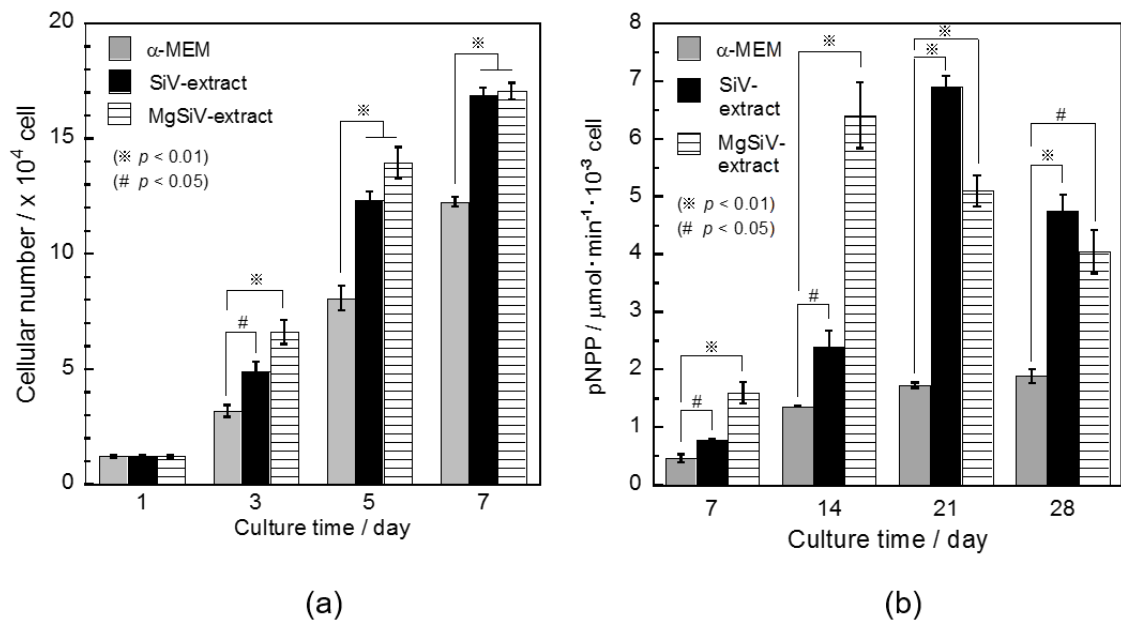 20
15
10
5
0
Cellular number / x 10⁴ cell
α-MEM
SiV-extract
MgSiV-extract
(※ p < 0.01)
(# p < 0.05)
#
※
※
※
1 3 5 7
Culture time / day
(a)
8
7
6
5
4
3
2
1
0
pNPP / μmol·min⁻¹·10⁻³ cell
α-MEM
SiV-
extract
MgSiV-
extract
(※ p < 0.01)
(# p < 0.05)
#
※
#
※
※
※
※
#
7 14 21 28
Culture time / day
(b)